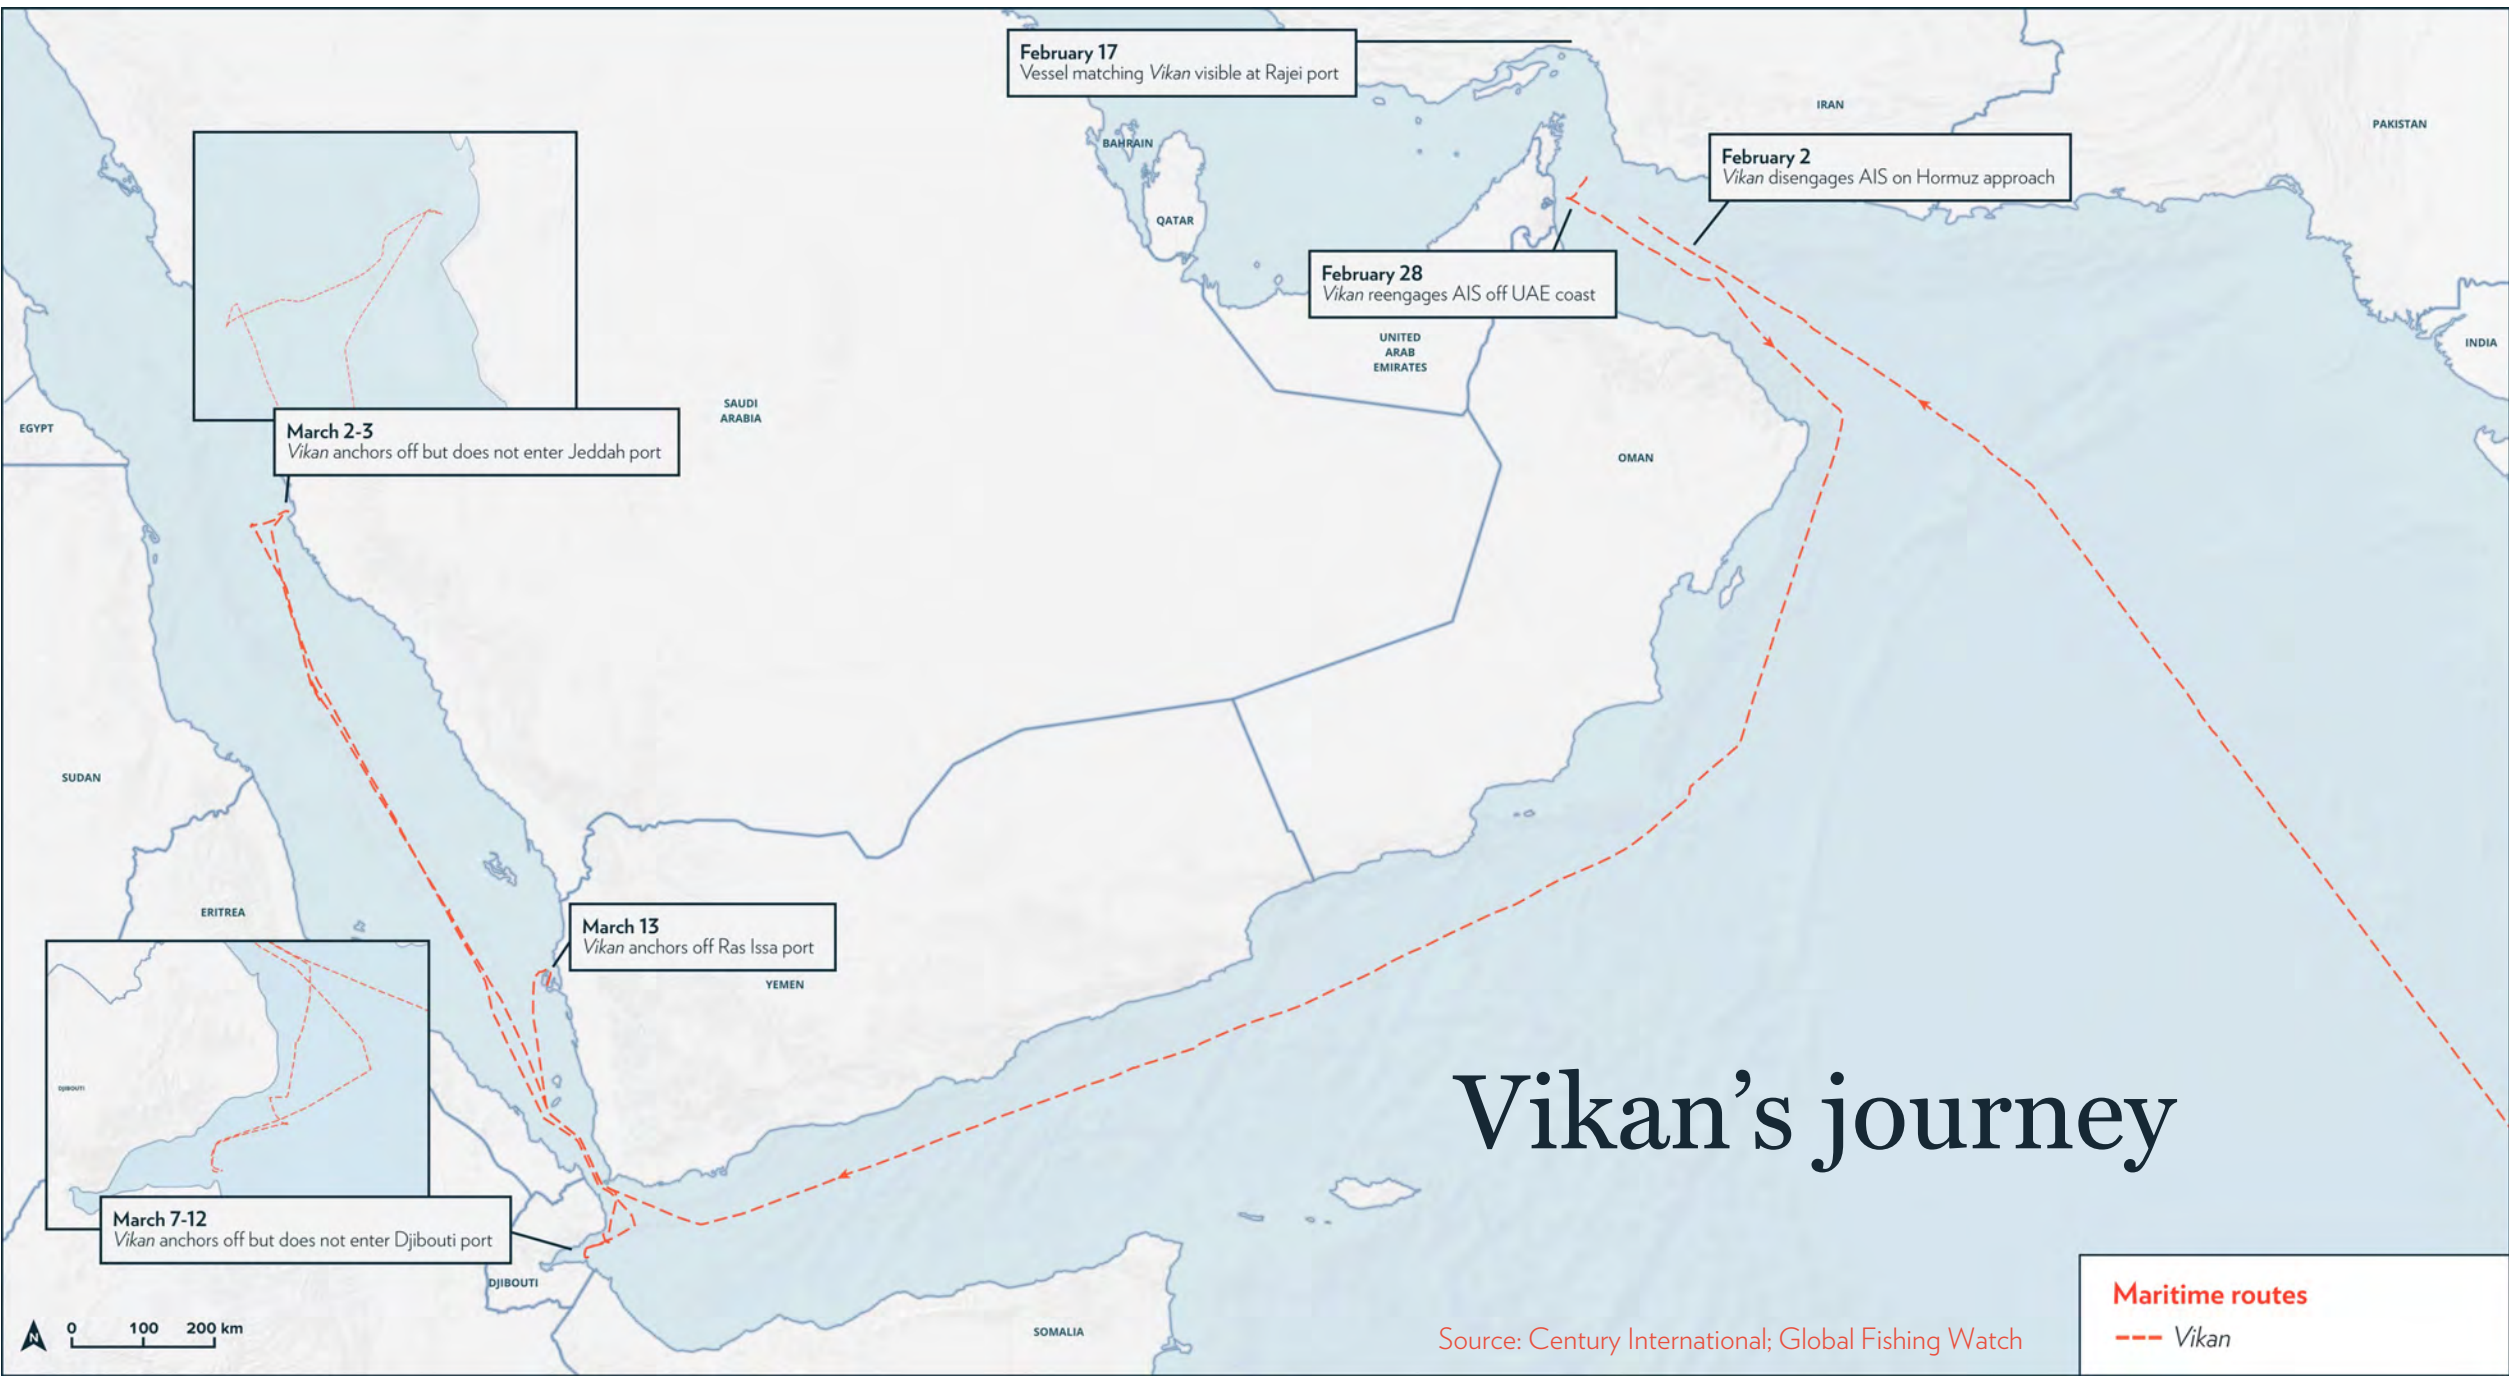 February 17
Vessel matching Vikan visible at Rajei port
IRAN
PAKISTAN
BAHRAIN
February 2
Vikan disengages AIS on Hormuz approach
QATAR
February 28
Vikan reengages AIS off UAE coast
UNITED
ARAB
EMIRATES
INDIA
SAUDI
ARABIA
EGYPT
March 2-3
Vikan anchors off but does not enter Jeddah port
OMAN
SUDAN
ERITREA
March 13
Vikan anchors off Ras Issa port
YEMEN
DJIBOUTI
Vikan's journey
March 7-12
Vikan anchors off but does not enter Djibouti port
DJIBOUTI
SOMALIA
N
0 100 200 km
Source: Century International; Global Fishing Watch
Maritime routes
Vikan